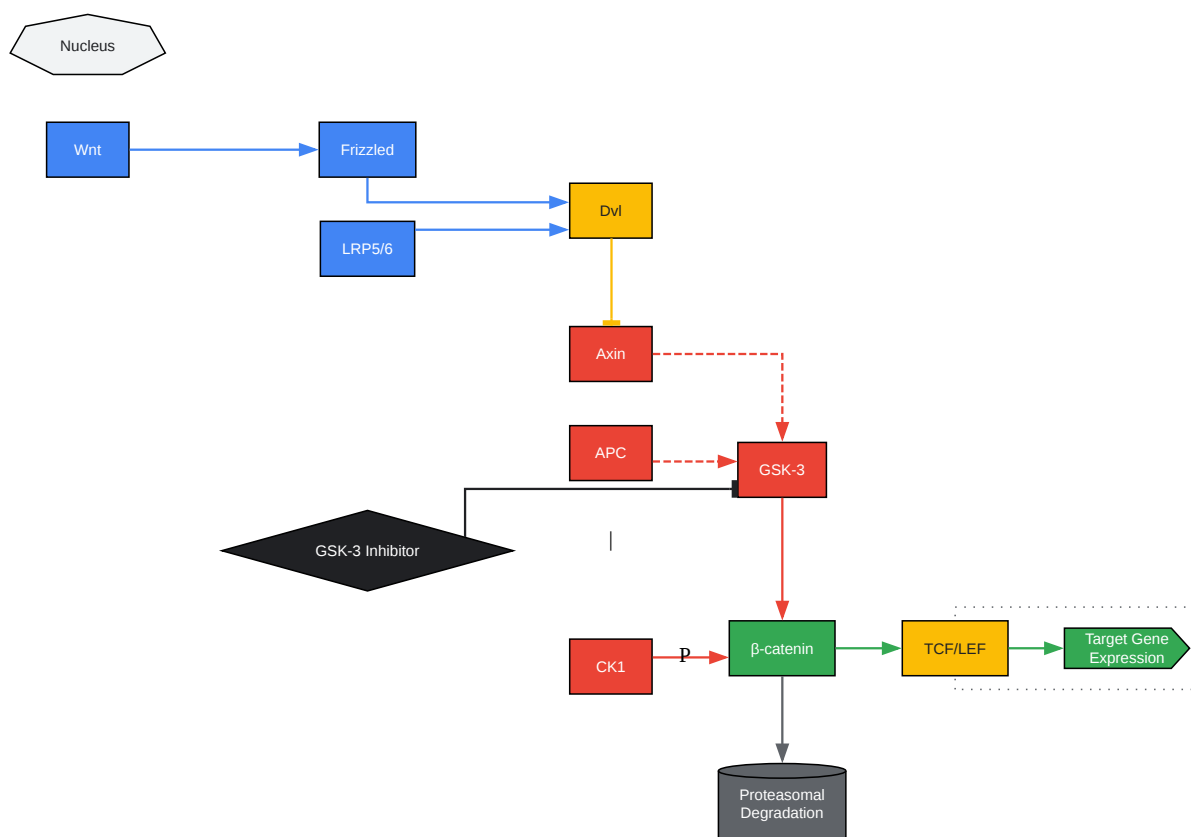 Nucleus
Wnt
Frizzled
Dvl
LRP5/6
Axin
APC
GSK-3
GSK-3 Inhibitor
|
CK1
P
β-catenin
TCF/LEF
Target Gene
Expression
Proteasomal
Degradation